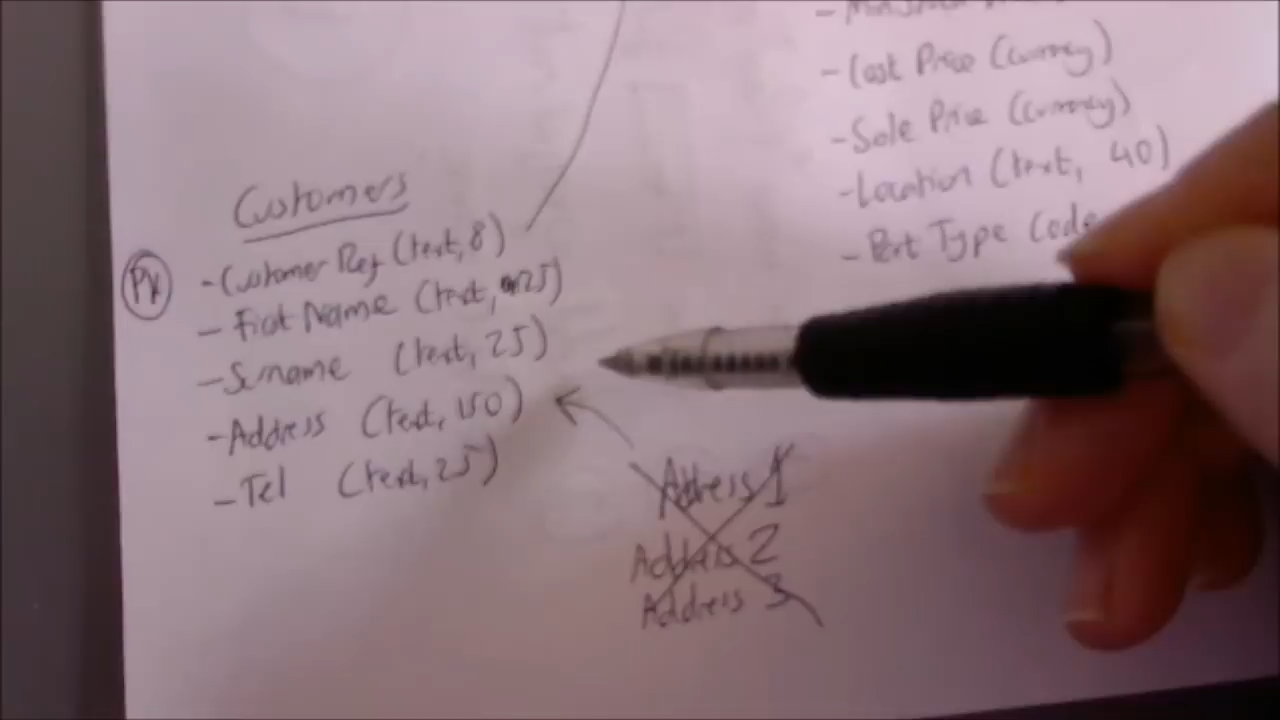 - Cost Price (currency)
- Sale Price (currency)
- Location (text, 40)
- Part Type Code
Customers
PK - Customer Ref (text, 8)
- First Name (text, 25)
- Surname (text, 25)
- Address (text, 150)
- Tel (text, 25)
Address 1
Address 2
Address 3